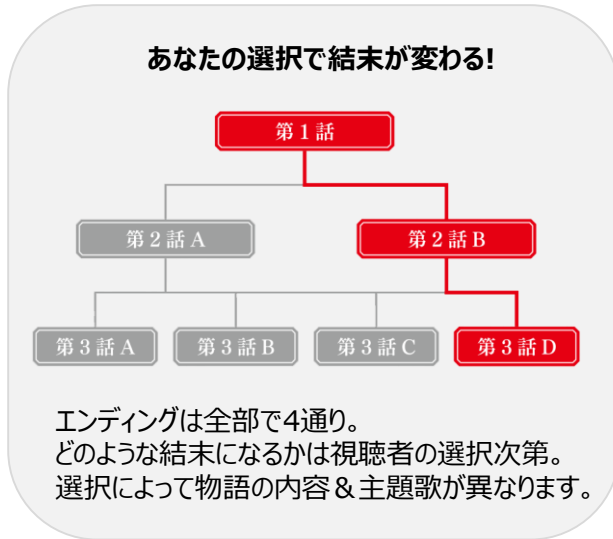 あなたの選択で結末が変わる!
第1話
第2話A
第2話B
第3話A
第3話B
第3話C
第3話D
エンディングは全部で4通り。
どのような結末になるかは視聴者の選択次第。
選択によって物語の内容&主題歌が異なります。